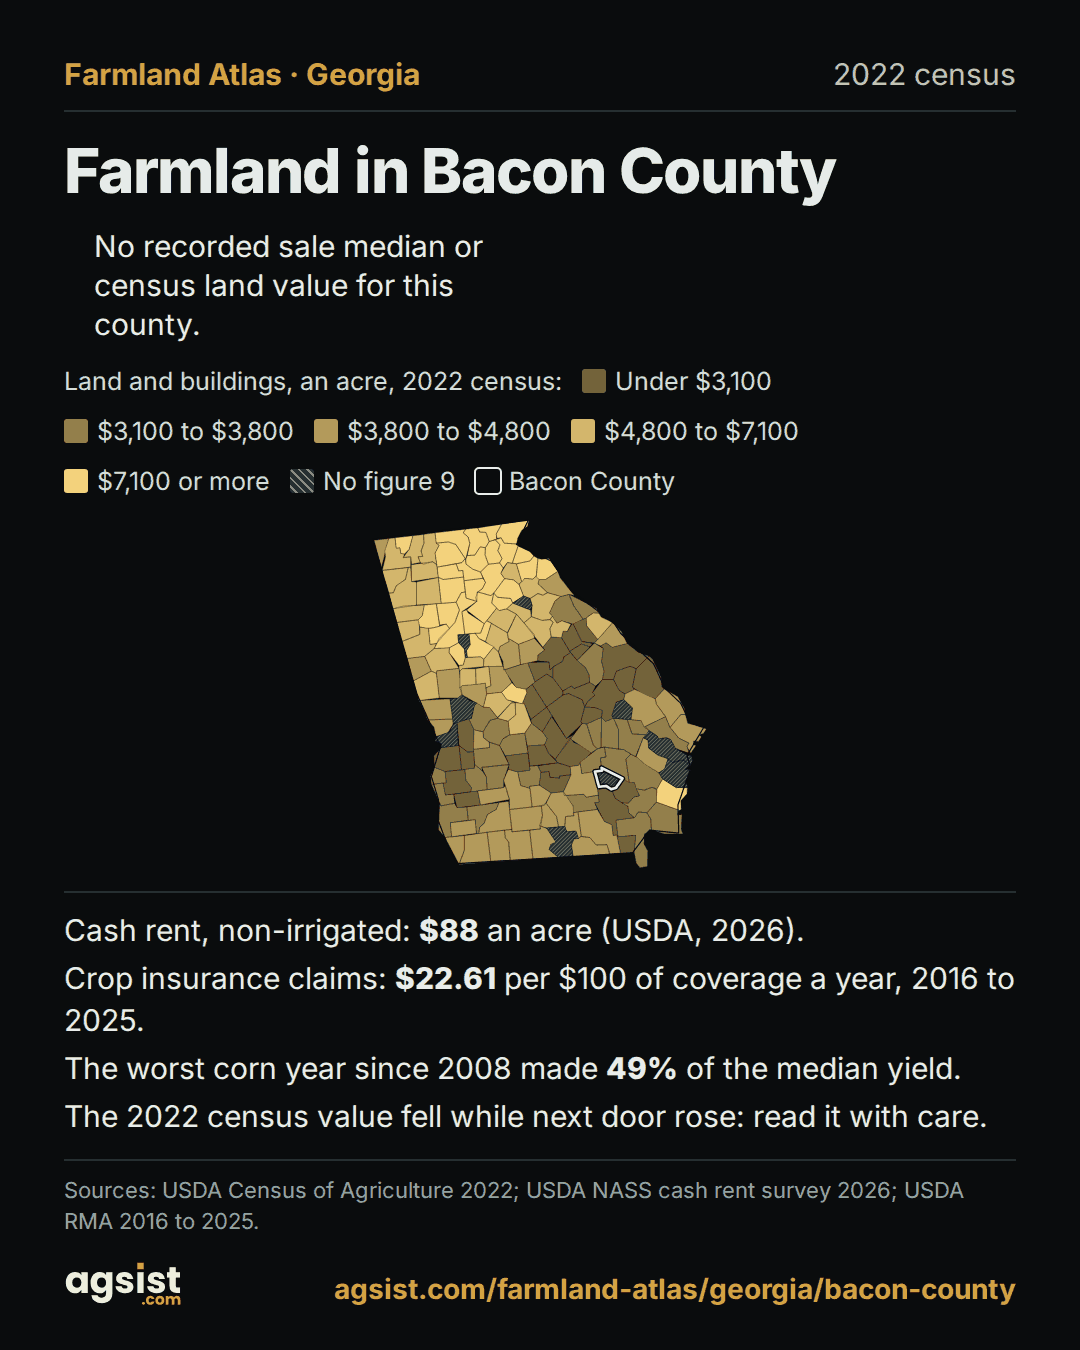 Farmland Atlas · Georgia
2022 census
Farmland in Bacon County
No recorded sale median or
census land value for this
county.
Land and buildings, an acre, 2022 census: Under $3,100
$3,100 to $3,800 $3,800 to $4,800 $4,800 to $7,100
$7,100 or more No figure 9 Bacon County
Cash rent, non-irrigated: $88 an acre (USDA, 2026).
Crop insurance claims: $22.61 per $100 of coverage a year, 2016 to
2025.
The worst corn year since 2008 made 49% of the median yield.
The 2022 census value fell while next door rose: read it with care.
Sources: USDA Census of Agriculture 2022; USDA NASS cash rent survey 2026; USDA
RMA 2016 to 2025.
agsist
.com
agsist.com/farmland-atlas/georgia/bacon-county